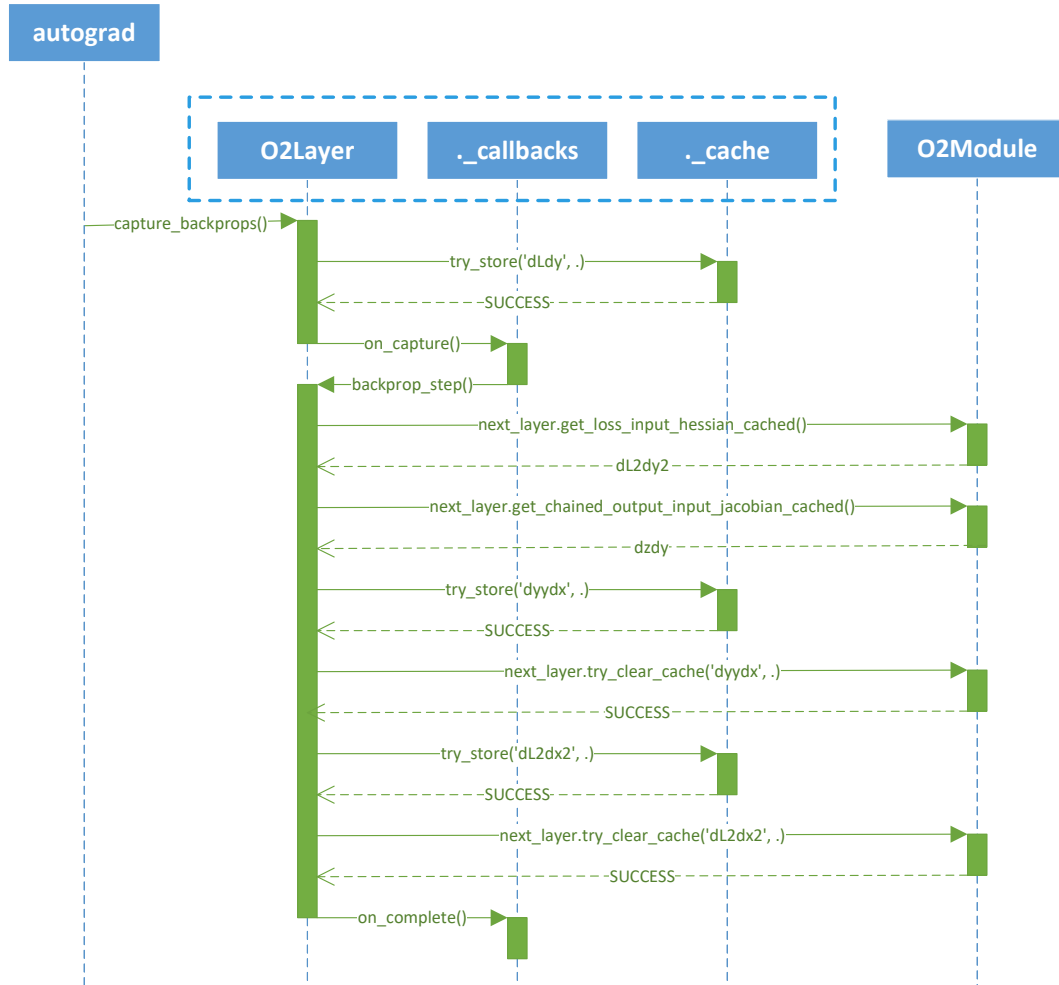 autograd
O2Layer
._callbacks
._cache
O2Module
capture_backprops()
try_store('dLdy', .)
SUCCESS
on_capture()
backprop_step()
next_layer.get_loss_input_hessian_cached()
dL2dy2
next_layer.get_chained_output_input_jacobian_cached()
dzdy
try_store('dyydx', .)
SUCCESS
next_layer.try_clear_cache('dyydx', .)
SUCCESS
try_store('dL2dx2', .)
SUCCESS
next_layer.try_clear_cache('dL2dx2', .)
SUCCESS
on_complete()